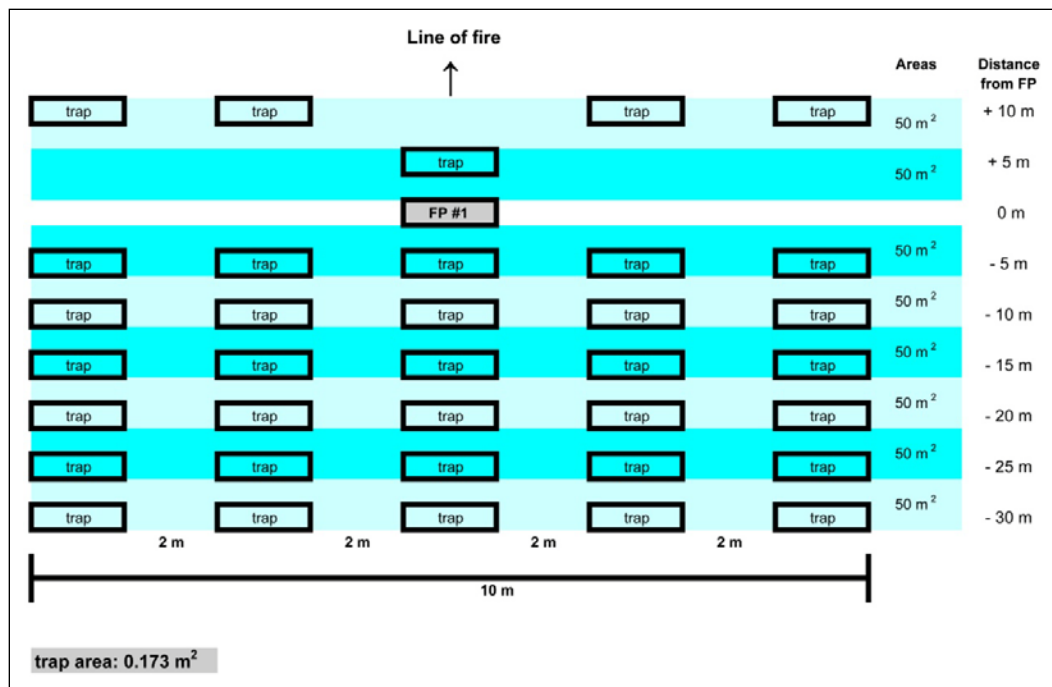 Line of fire
Areas
Distance
from FP
trap trap trap trap 50 m² + 10 m
trap 50 m² + 5 m
FP #1 0 m
trap trap trap trap trap 50 m² - 5 m
trap trap trap trap trap 50 m² - 10 m
trap trap trap trap trap 50 m² - 15 m
trap trap trap trap trap 50 m² - 20 m
trap trap trap trap trap 50 m² - 25 m
trap trap trap trap trap 50 m² - 30 m
2 m 2 m 2 m 2 m
10 m
trap area: 0.173 m²